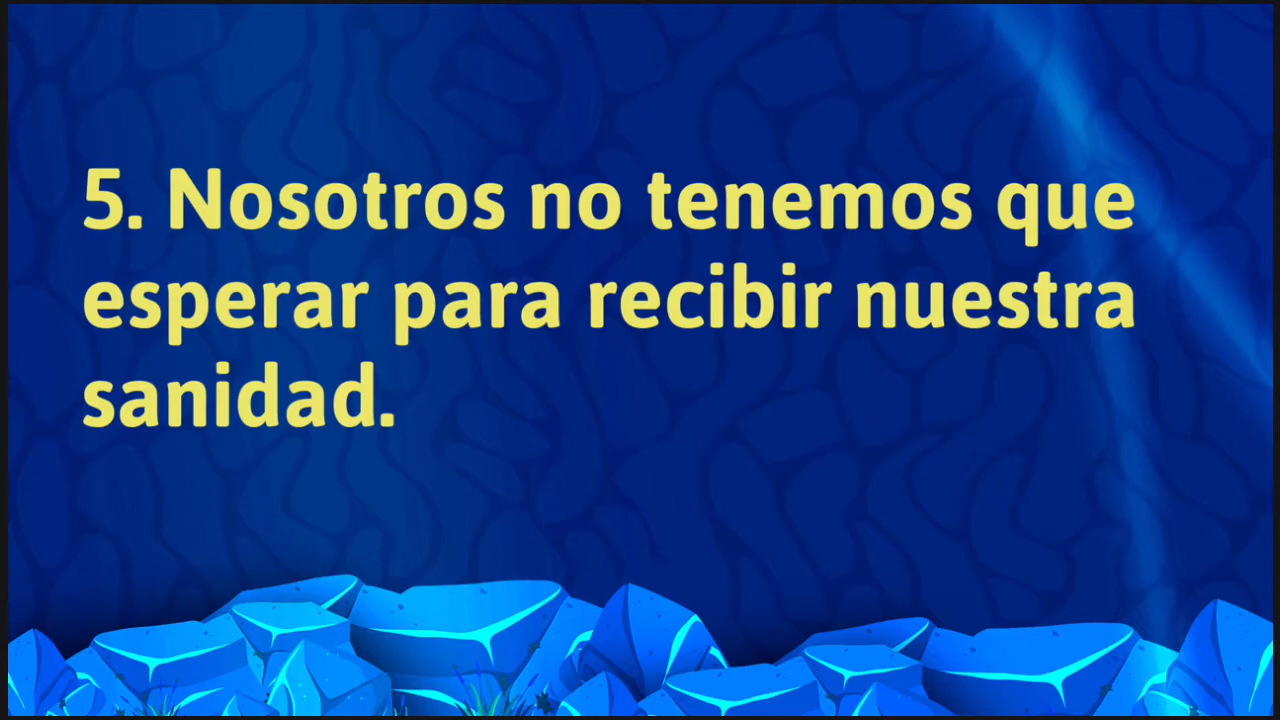 5. Nosotros no tenemos que
esperar para recibir nuestra
sanidad.